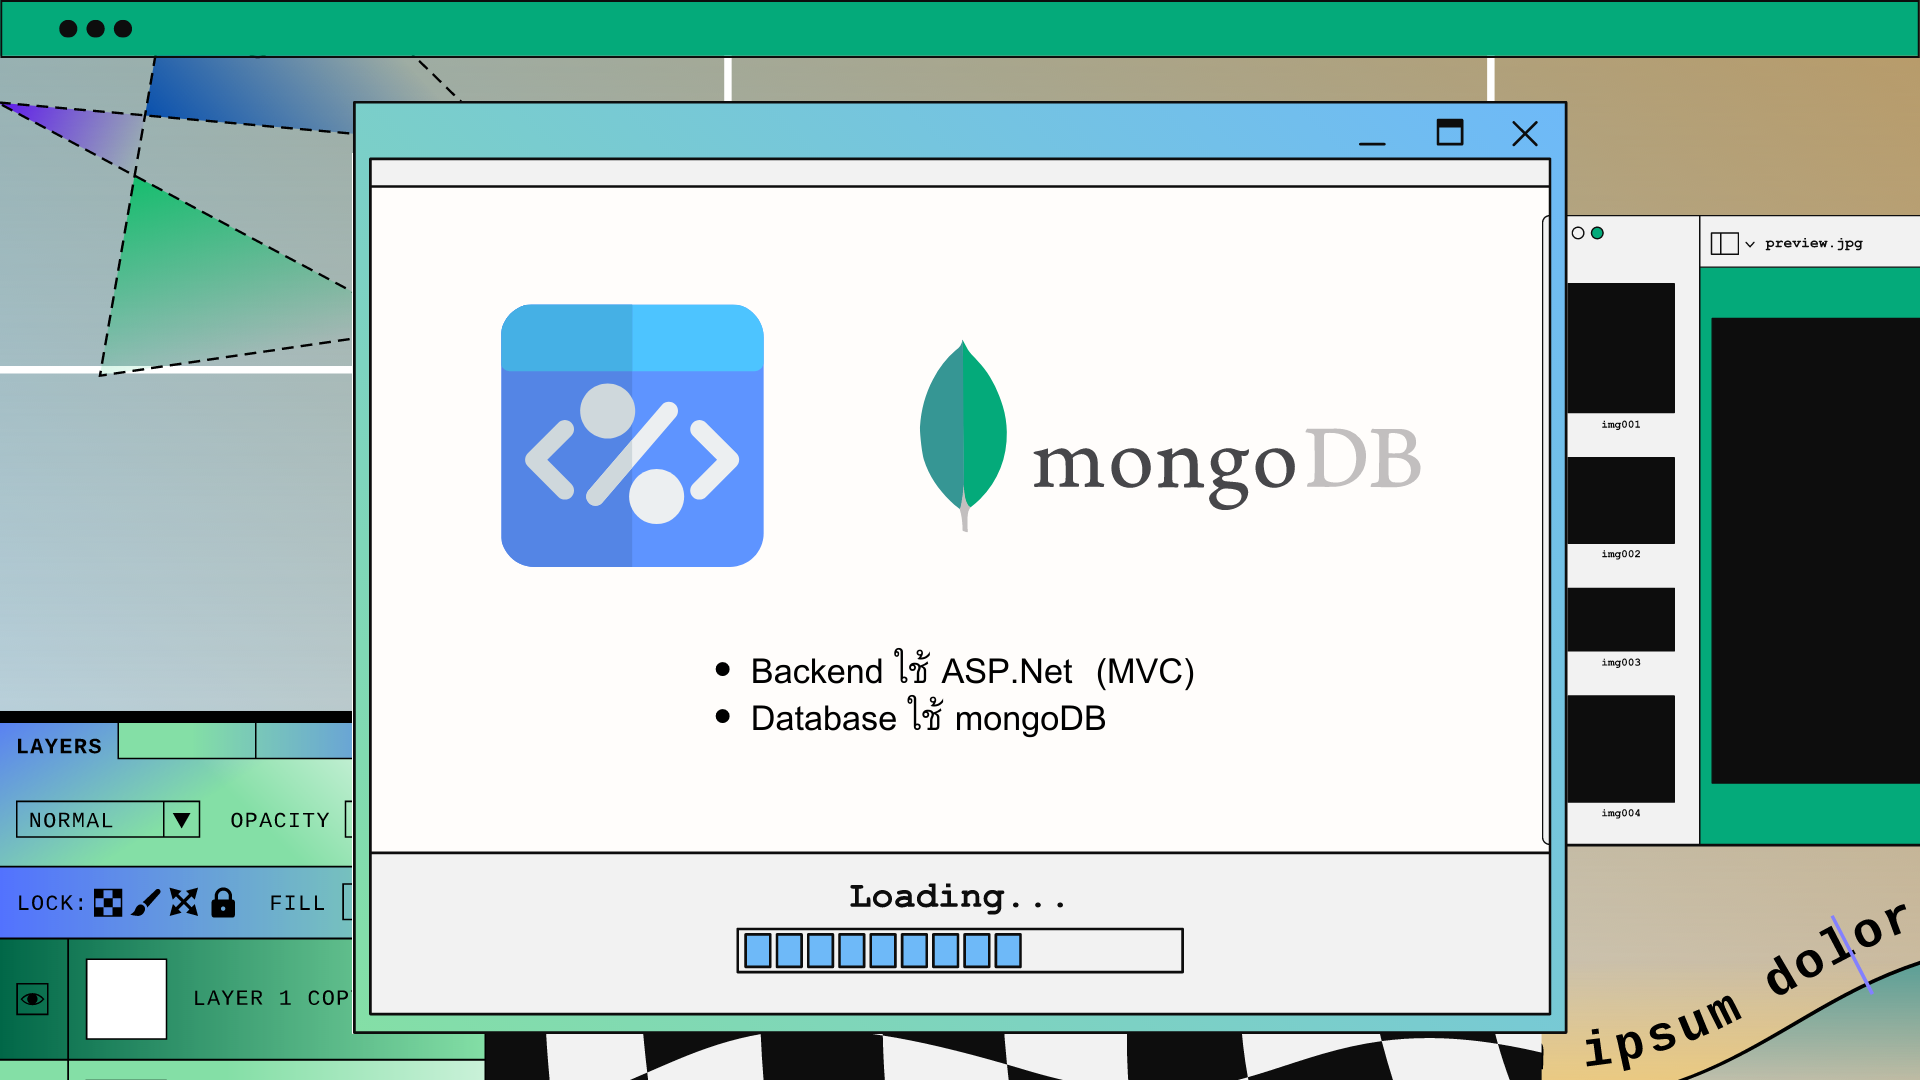 preview.jpg
img001
img002
img003
img004
mongoDB
Backend ใช้ ASP.Net (MVC)
Database ใช้ mongoDB
LAYERS
NORMAL
OPACITY
LOCK:
FILL
LAYER 1 COP
Loading...
ipsum dolor